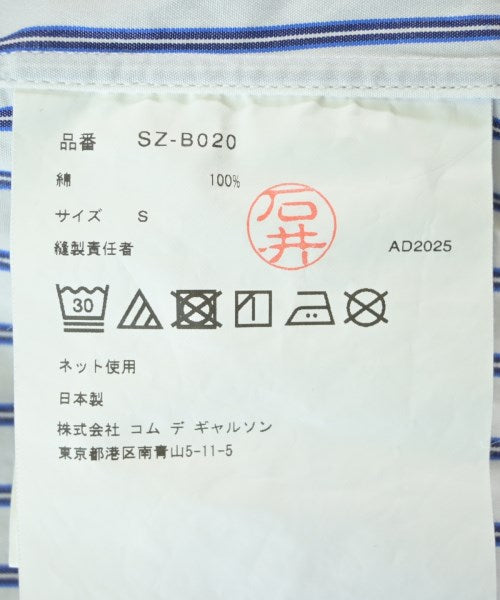 品番 SZ-B020
綿 100%
サイズ S
縫製責任者 石井 AD2025
30
ネット使用
日本製
株式会社 コム デ ギャルソン
東京都港区南青山5-11-5